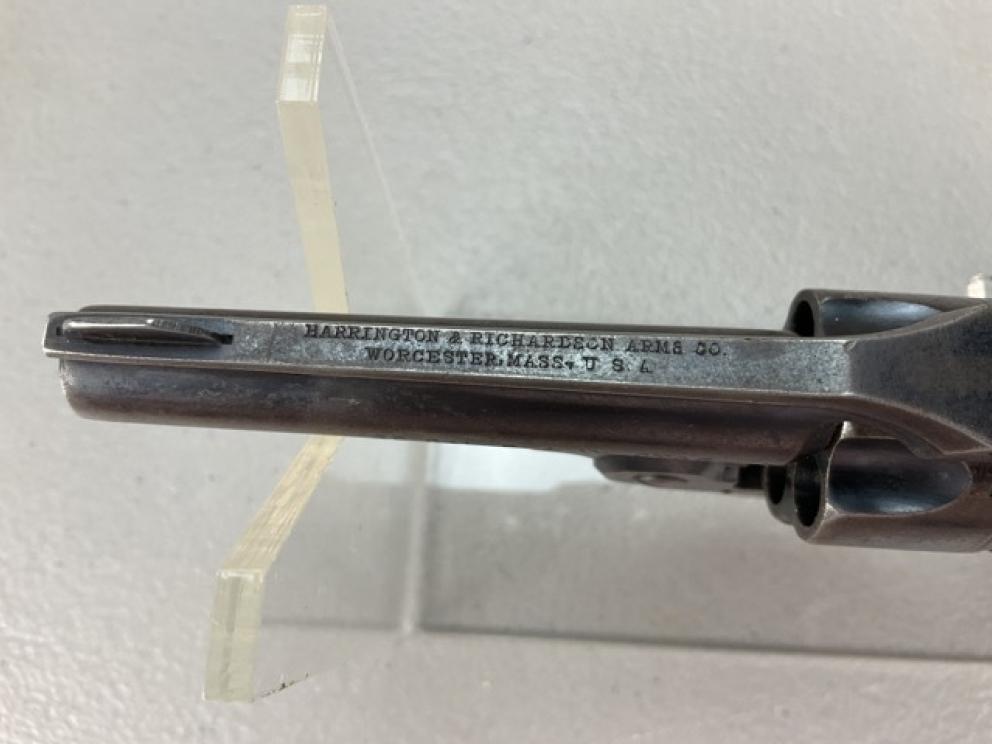 HARRINGTON & RICHARDSON ARMS CO.
WORCESTER, MASS, U S A